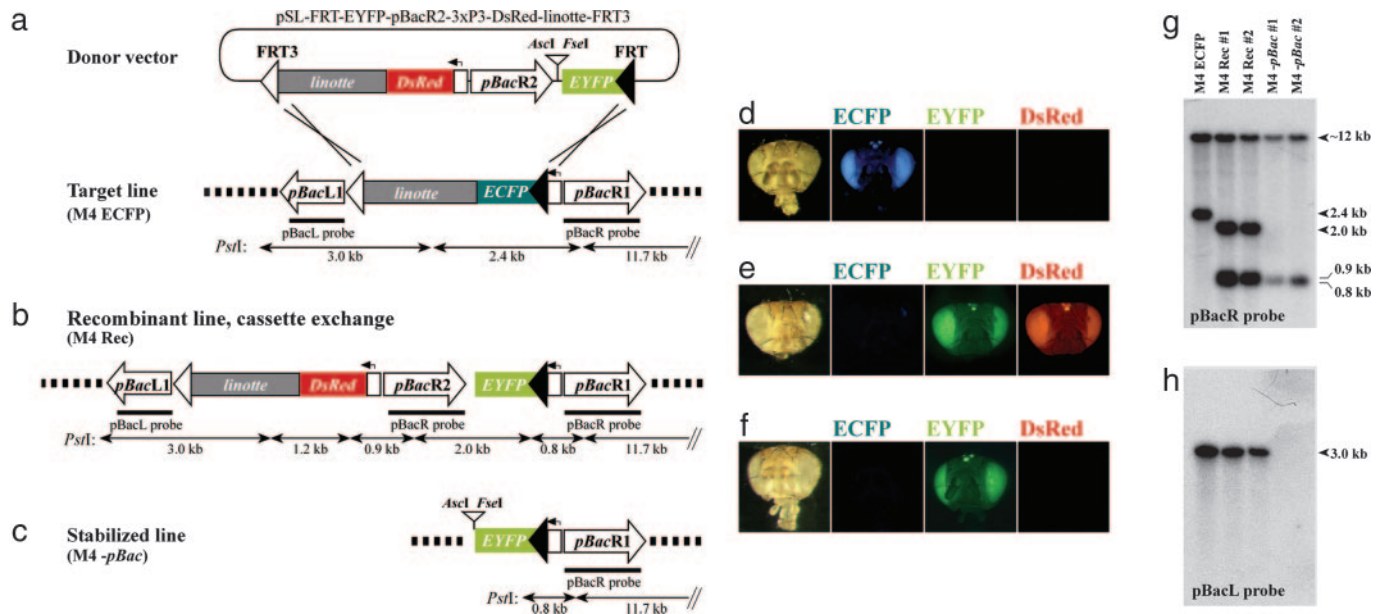 a
pSL-FRT-EYFP-pBacR2-3xP3-DsRed-linotte-FRT3
Donor vector
FRT3
AscI FseI
FRT
linotte
DsRed
pBacR2
EYFP
Target line
(M4 ECFP)
pBacL1
linotte
ECFP
pBacR1
pBacL probe
pBacR probe
PstI:
3.0 kb
2.4 kb
11.7 kb
b
Recombinant line, cassette exchange
(M4 Rec)
pBacL1
linotte
DsRed
pBacR2
EYFP
pBacR1
pBacL probe
pBacR probe
pBacR probe
PstI:
3.0 kb
1.2 kb
0.9 kb
2.0 kb
0.8 kb
11.7 kb
c
Stabilized line
(M4 -pBac)
AscI FseI
EYFP
pBacR1
pBacR probe
PstI:
0.8 kb
11.7 kb
d
ECFP
EYFP
DsRed
e
ECFP
EYFP
DsRed
f
ECFP
EYFP
DsRed
g
M4 ECFP
M4 Rec #1
M4 Rec #2
M4 -pBac #1
M4 -pBac #2
~12 kb
2.4 kb
2.0 kb
0.9 kb
0.8 kb
pBacR probe
h
3.0 kb
pBacL probe